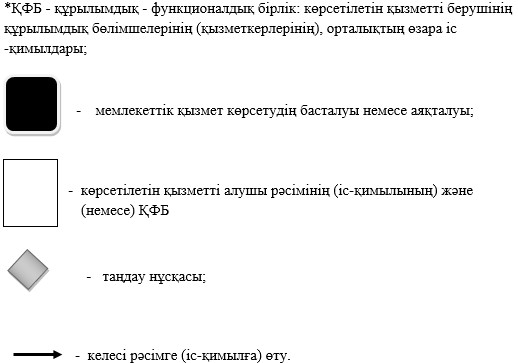 *ҚФБ - құрылымдық - функционалдық бірлік: көрсетілетін қызметті берушінің
құрылымдық бөлімшелерінің (қызметкерлерінің), орталықтың өзара іс
-қимылдары;
- мемлекеттік қызмет көрсетудің басталуы немесе аяқталуы;
- көрсетілетін қызметті алушы рәсімінің (іс-қимылының) және
(немесе) ҚФБ
- таңдау нұсқасы;
- келесі рәсімге (іс-қимылға) өту.